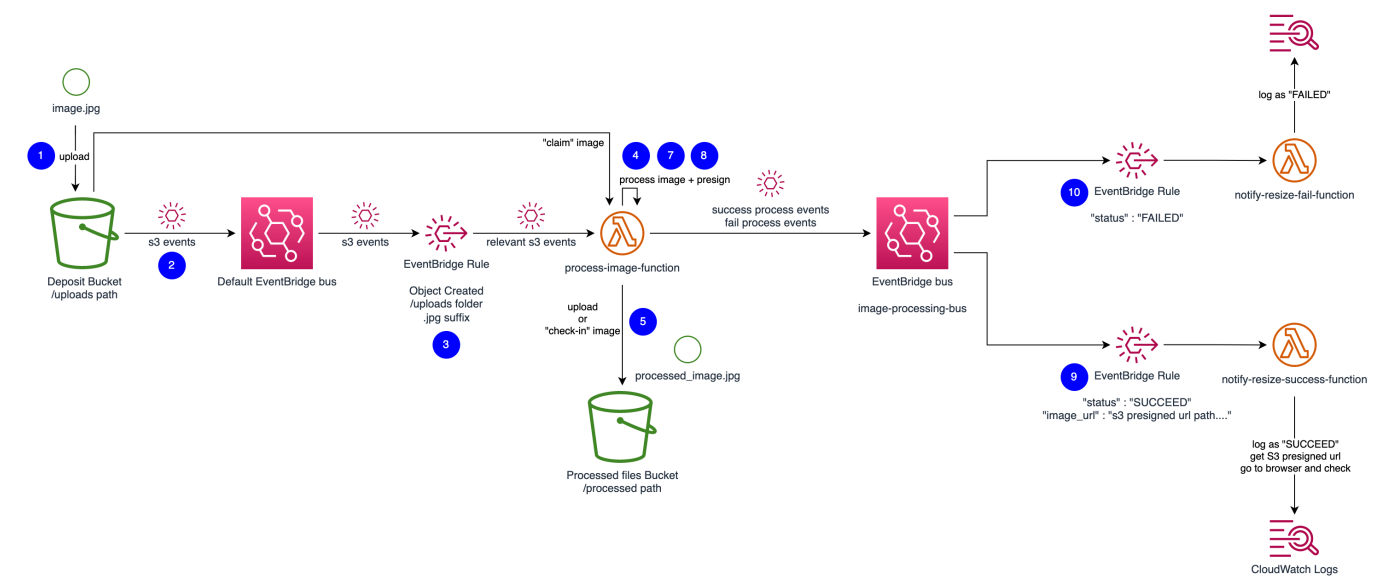 image.jpg
1
upload
"claim" image
4
7
8
process image + presign
s3 events
2
s3 events
relevant s3 events
success process events
fail process events
Deposit Bucket
/uploads path
Default EventBridge bus
EventBridge Rule
Object Created
/uploads folder
.jpg suffix
3
process-image-function
upload
or
"check-in" image
5
processed_image.jpg
Processed files Bucket
/processed path
EventBridge bus
image-processing-bus
log as "FAILED"
10
EventBridge Rule
"status" : "FAILED"
notify-resize-fail-function
9
EventBridge Rule
"status" : "SUCCEED"
"image_url" : "s3 presigned url path...."
notify-resize-success-function
log as "SUCCEED"
get S3 presigned url
go to browser and check
CloudWatch Logs